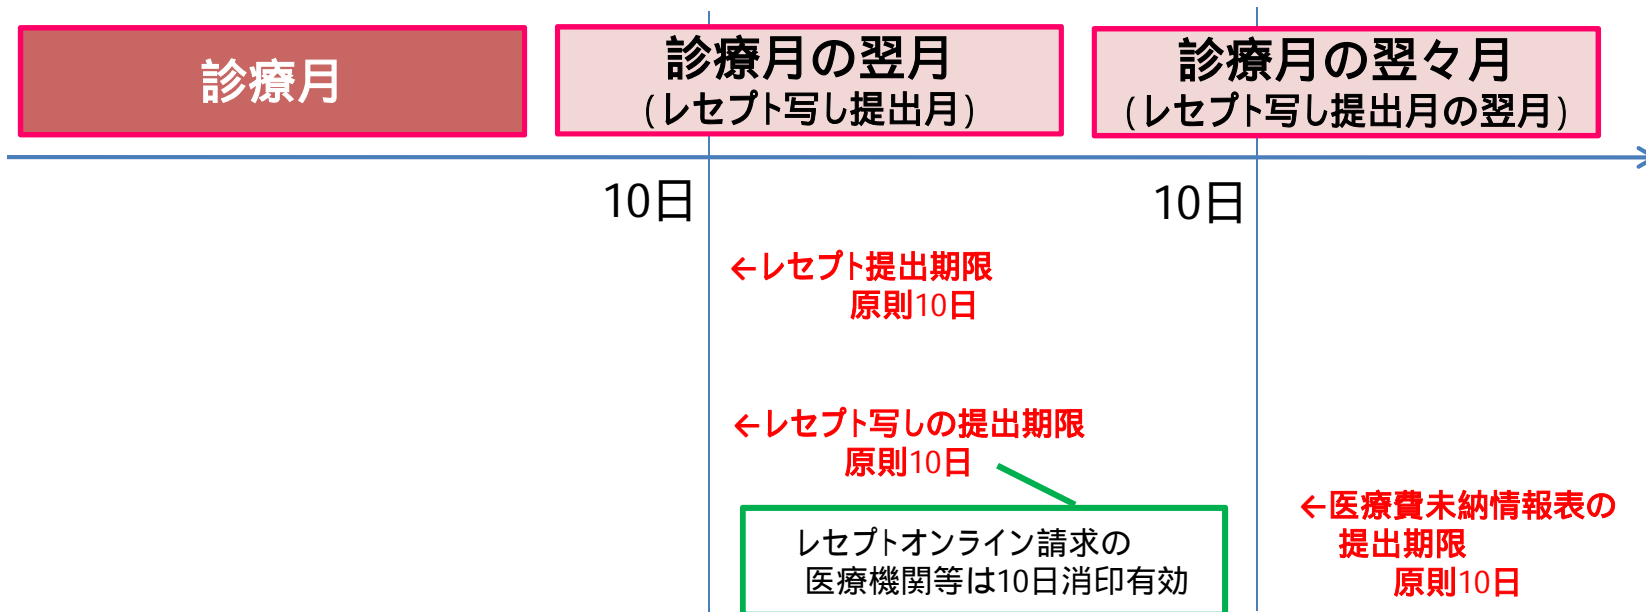 診療月
診療月の翌月
(レセプト写し提出月)
診療月の翌々月
(レセプト写し提出月の翌月)
10日
10日
←レセプト提出期限
原則10日
←レセプト写しの提出期限
原則10日
レセプトオンライン請求の
医療機関等は10日消印有効
←医療費未納情報表の
提出期限
原則10日